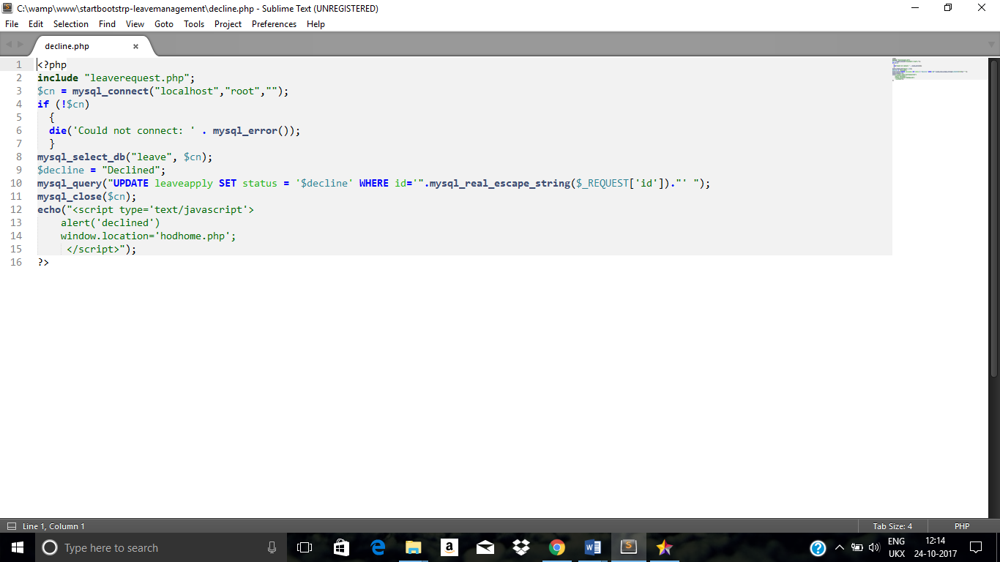 C:\wamp\www\startbootstrp-leavemanagement\decline.php - Sublime Text (UNREGISTERED)
File Edit Selection Find View Goto Tools Project Preferences Help
decline.php ×
1 <?php
2 include "leaverequest.php";
3 $cn = mysql_connect("localhost","root","");
4 if (!$cn)
5   {
6   die('Could not connect: ' . mysql_error());
7   }
8 mysql_select_db("leave", $cn);
9 $decline = "Declined";
10 mysql_query("UPDATE leaveapply SET status = '$decline' WHERE id='".mysql_real_escape_string($_REQUEST['id'])."' ");
11 mysql_close($cn);
12 echo("<script type='text/javascript'>
13     alert('declined')
14     window.location='hodhome.php';
15      </script>");
16 ?>
Line 1, Column 1 Tab Size: 4 PHP
Type here to search
ENG 12:14
UKX 24-10-2017